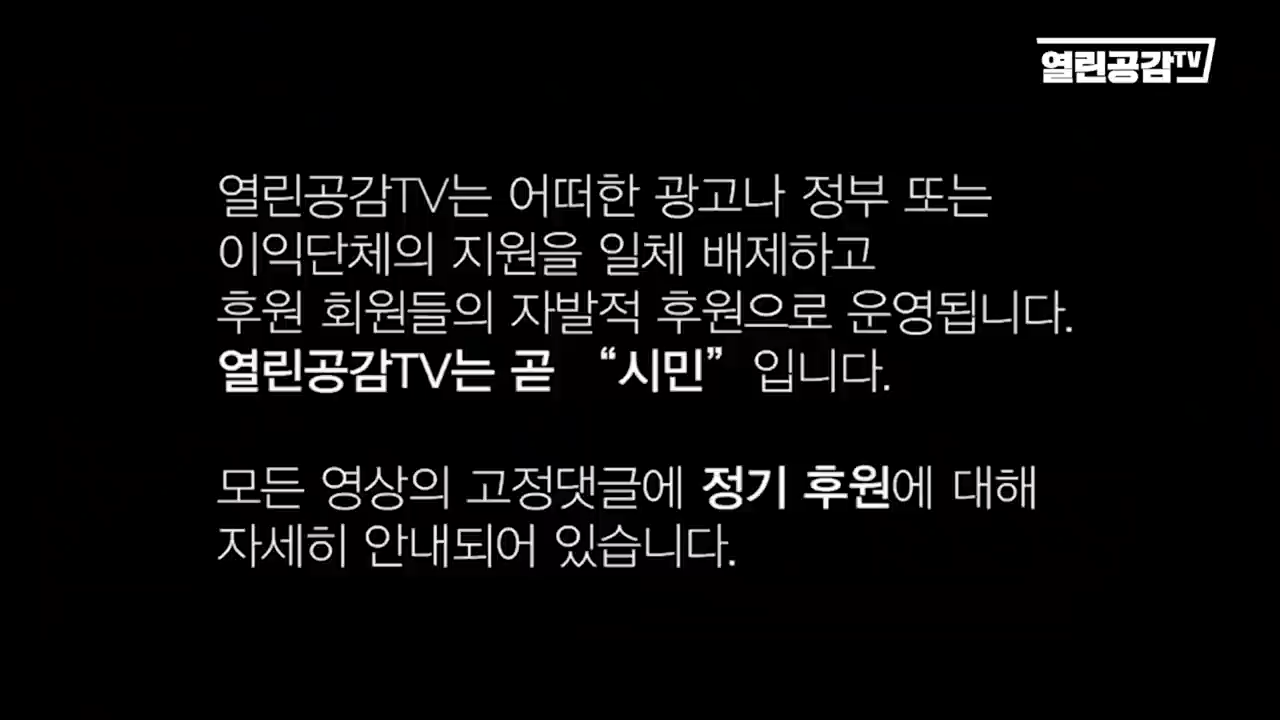 열린공감TV
열린공감TV는 어떠한 광고나 정부 또는
이익단체의 지원을 일체 배제하고
후원 회원들의 자발적 후원으로 운영됩니다.
열린공감TV는 곧 “시민” 입니다.
모든 영상의 고정댓글에 정기 후원에 대해
자세히 안내되어 있습니다.